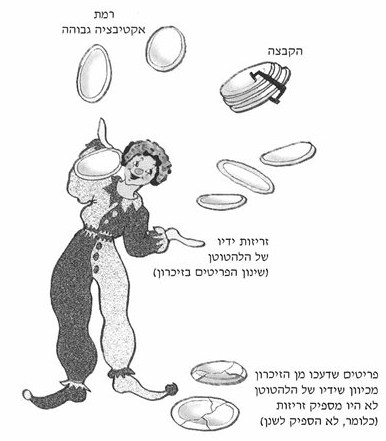 רמת
אקטיבציה גבוהה
הקבצה
זריזות ידיו
של הלהטוטן
(שינון הפריטים בזיכרון)
פריטים שדעכו מן הזיכרון
מכיוון שידיו של הלהטוטן
לא היו מספיק זריזות
(כלומר, לא הספיק לשנן)